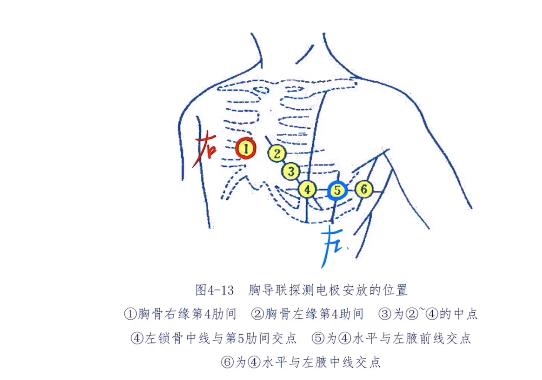 右
①
②
③
④
⑤
⑥
左
图4-13 胸导联探测电极安放的位置
①胸骨右缘第4肋间 ②胸骨左缘第4助间 ③为②~④的中点
④左锁骨中线与第5肋间交点 ⑤为④水平与左腋前线交点
⑥为④水平与左腋中线交点